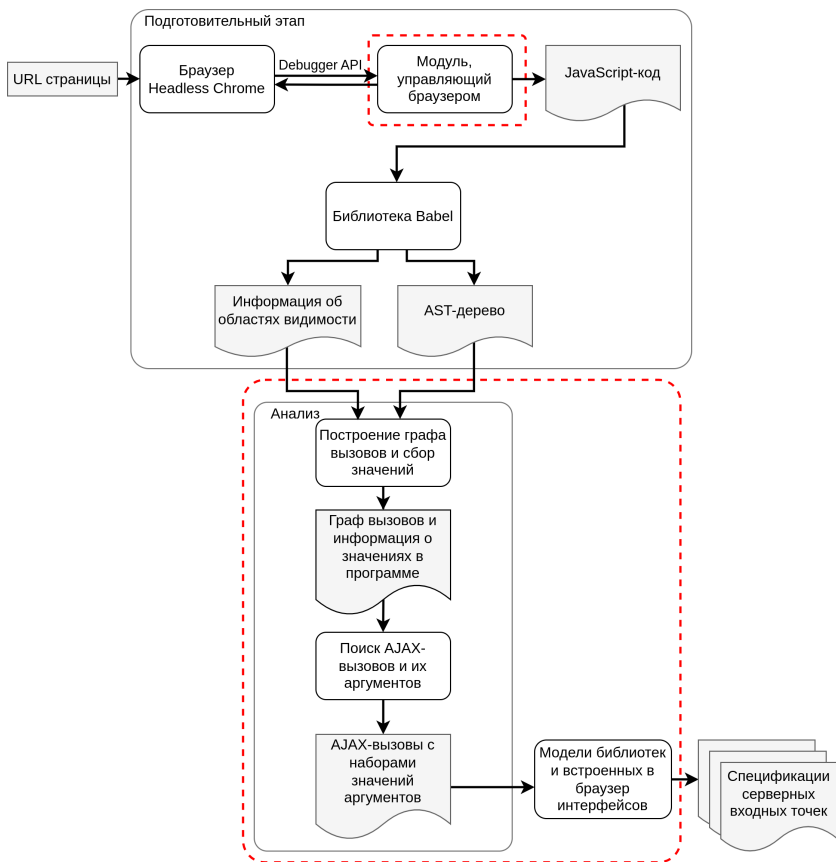 Подготовительный этап
URL страницы
Браузер
Headless Chrome
Debugger API
Модуль,
управляющий
браузером
JavaScript-код
Библиотека Babel
Информация об
областях видимости
AST-дерево
Анализ
Построение графа
вызовов и сбор
значений
Граф вызовов и
информация о
значениях в
программе
Поиск AJAX-
вызовов и их
аргументов
AJAX-вызовы с
наборами
значений
аргументов
Модели библиотек
и встроенных в
браузер
интерфейсов
Спецификации
серверных
входных точек